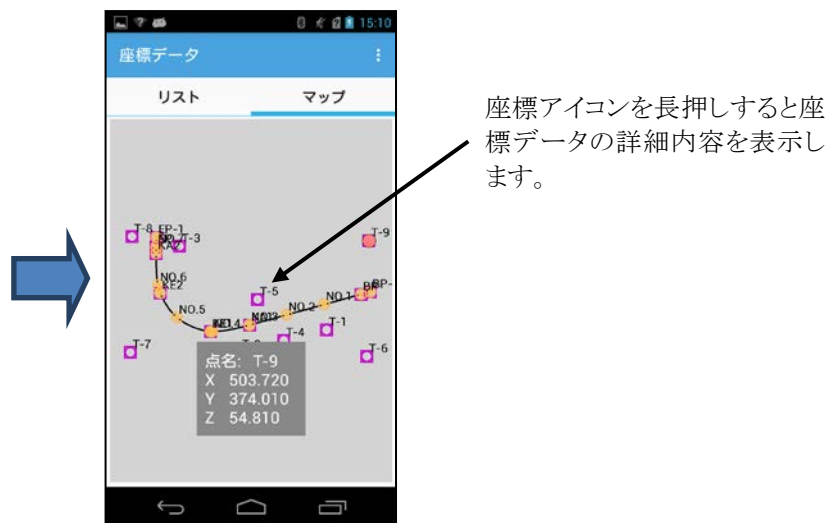 15:10
座標データ
リスト
マップ
座標アイコンを長押しすると座
標データの詳細内容を表示し
ます。
T-8
EP-1
T-3
T-9
NO.6
KE2
T-5
NO.1
BP-
NO.5
NO.2
T-1
T-4
T-7
T-6
点名: T-9
X 503.720
Y 374.010
Z 54.810